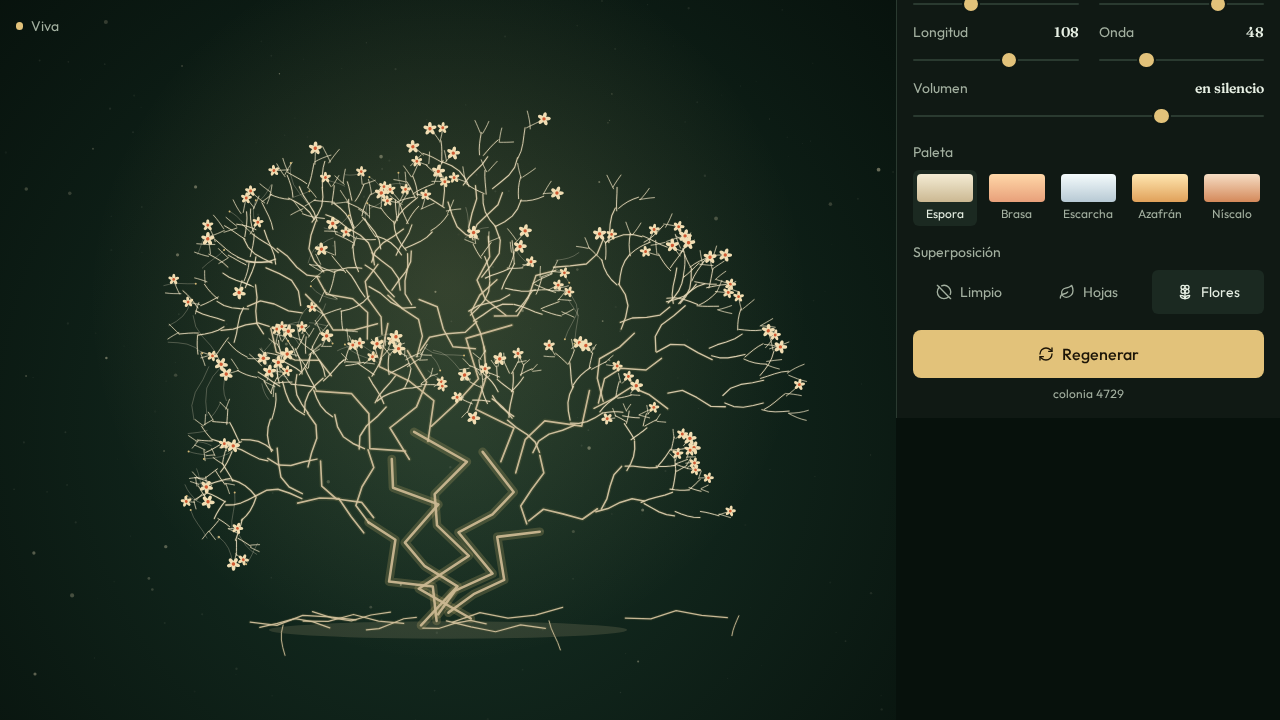 Viva
Longitud 108 Onda 48
Volumen en silencio
Paleta
Espora Brasa Escarcha Azafrán Níscalo
Superposición
Limpio Hojas Flores
Regenerar
colonia 4729